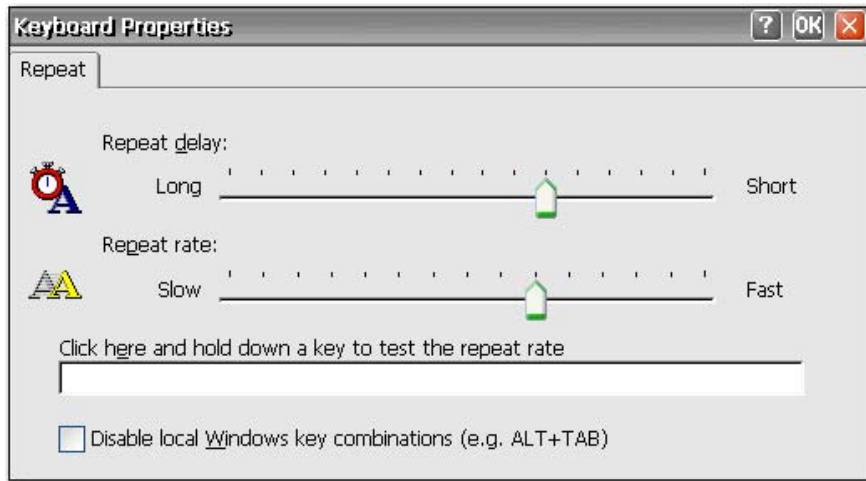 Keyboard Properties ? OK X
Repeat
Repeat delay:
Long Short
Repeat rate:
Slow Fast
Click here and hold down a key to test the repeat rate
Disable local Windows key combinations (e.g. ALT+TAB)